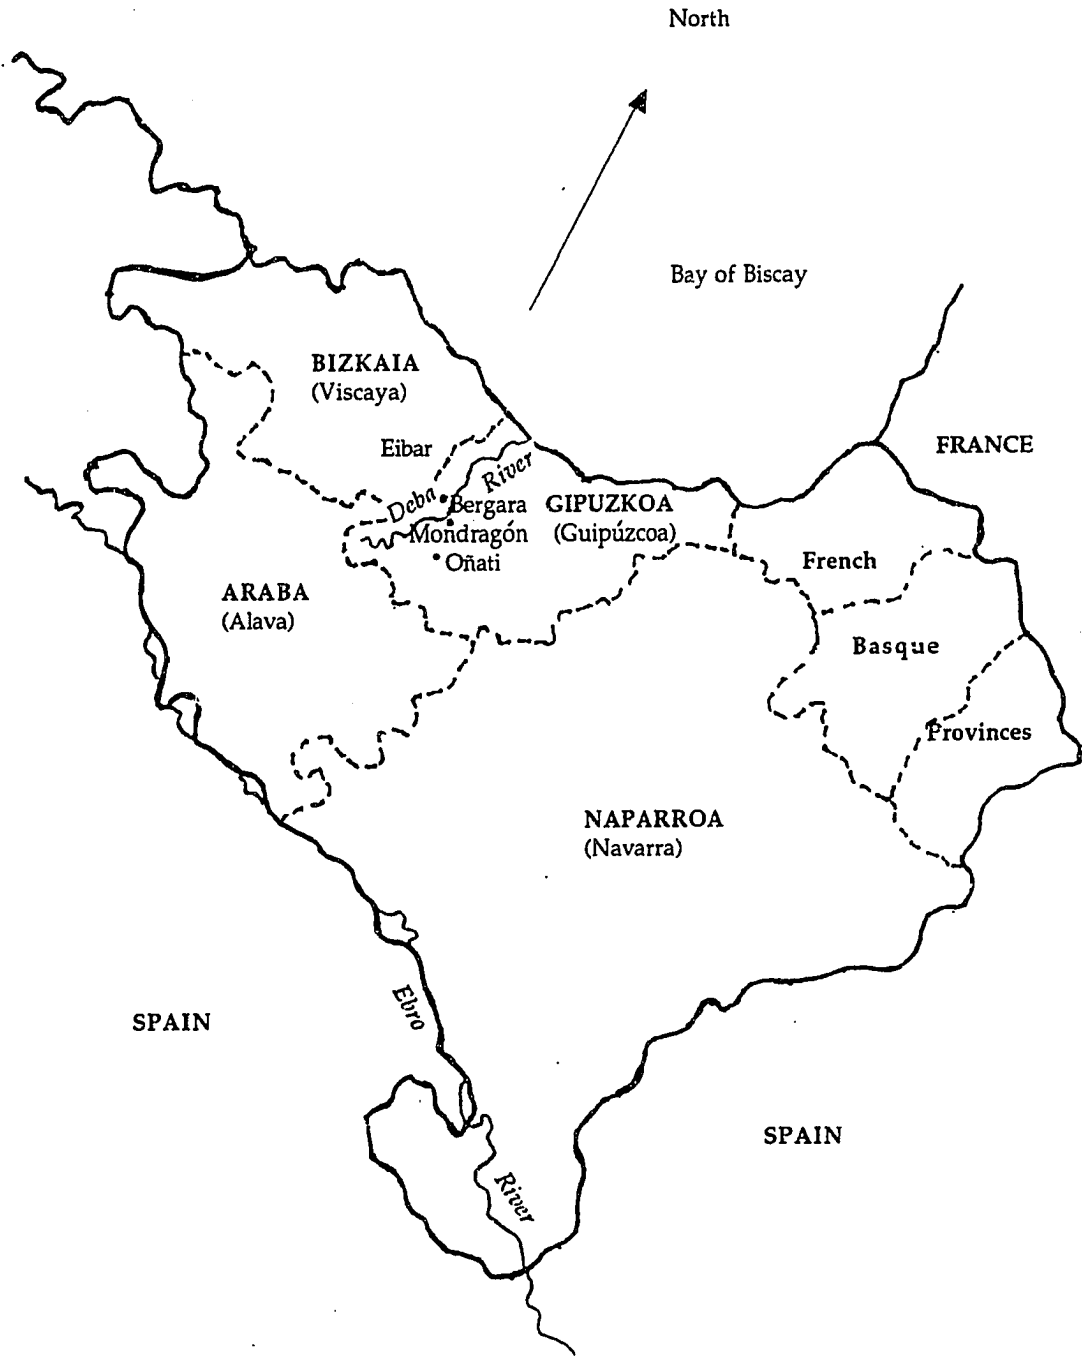 North
Bay of Biscay
BIZKAIA
(Viscaya)
FRANCE
Eibar
Deba River
Bergara
GIPUZKOA
Mondragón
(Guipúzcoa)
Oñati
French
ARABA
(Alava)
Basque
Provinces
NAPARROA
(Navarra)
Ebro
SPAIN
SPAIN
River